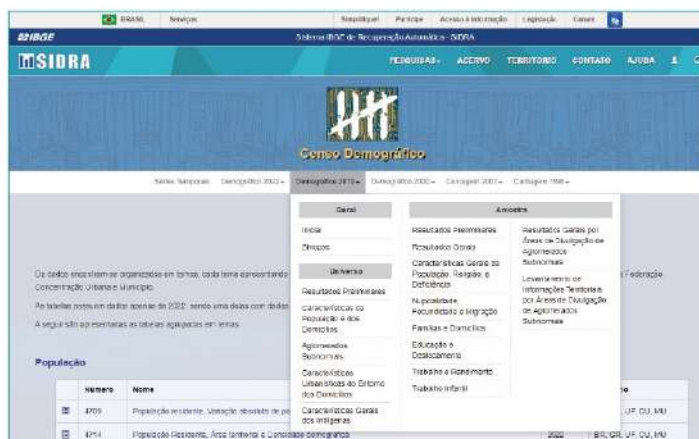 BRASIL Serviços Simplifique! Participe Acesso à informação Legislação Canais
IBGE Sistema IBGE de Recuperação Automática - SIDRA
SIDRA PESQUISAS ACERVO TERRITÓRIO CONTATO AJUDA
Censo Demográfico
Séries Temporais Demográfico 2022 Demográfico 2010 Demográfico 2000 Contagem 2007 Contagem 1996
Geral
Inicial
Sinopse
Universo
Resultados Preliminares
Características da
População e dos
Domicílios
Aglomerados
Subnormais
Características
Urbanísticas do Entorno
dos Domicílios
Características Gerais
dos Indígenas
Amostra
Resultados Preliminares
Resultados Gerais
Características Gerais da
População, Religião, e
Deficiência
Nupcialidade,
Fecundidade e Migração
Famílias e Domicílios
Educação e
Deslocamento
Trabalho e Rendimento
Trabalho Infantil
Resultados Gerais por
Áreas de Divulgação de
Aglomerados
Subnormais
Levantamento de
Informações Territoriais
por Áreas de Divulgação
de Aglomerados
Subnormais
Os dados encontram-se organizados em temas, cada tema apresentando Federação,
Concentração Urbana e Município.
As tabelas possuem dados apenas de 2022, sendo uma delas com dados
A seguir são apresentadas as tabelas agrupadas em temas.
População
Número Nome
4709 População residente, Variação absoluta de po UF, CU, MU
4714 População Residente, Área territorial e Densidade demográfica 2022 BR, GR, UF, CU, MU